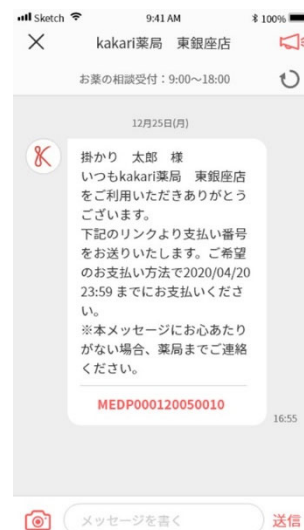 Sketch 9:41 AM 100%
kakari薬局 東銀座店
お薬の相談受付：9:00～18:00
12月25日(月)
掛かり 太郎 様
いつもkakari薬局 東銀座店
をご利用いただきありがとう
ございます。
下記のリンクより支払い番号
をお送りいたします。ご希望
のお支払い方法で2020/04/20
23:59 までにお支払いくださ
い。
※本メッセージにお心あたり
がない場合、薬局までご連絡
ください。
MEDP000120050010
16:55
メッセージを書く 送信